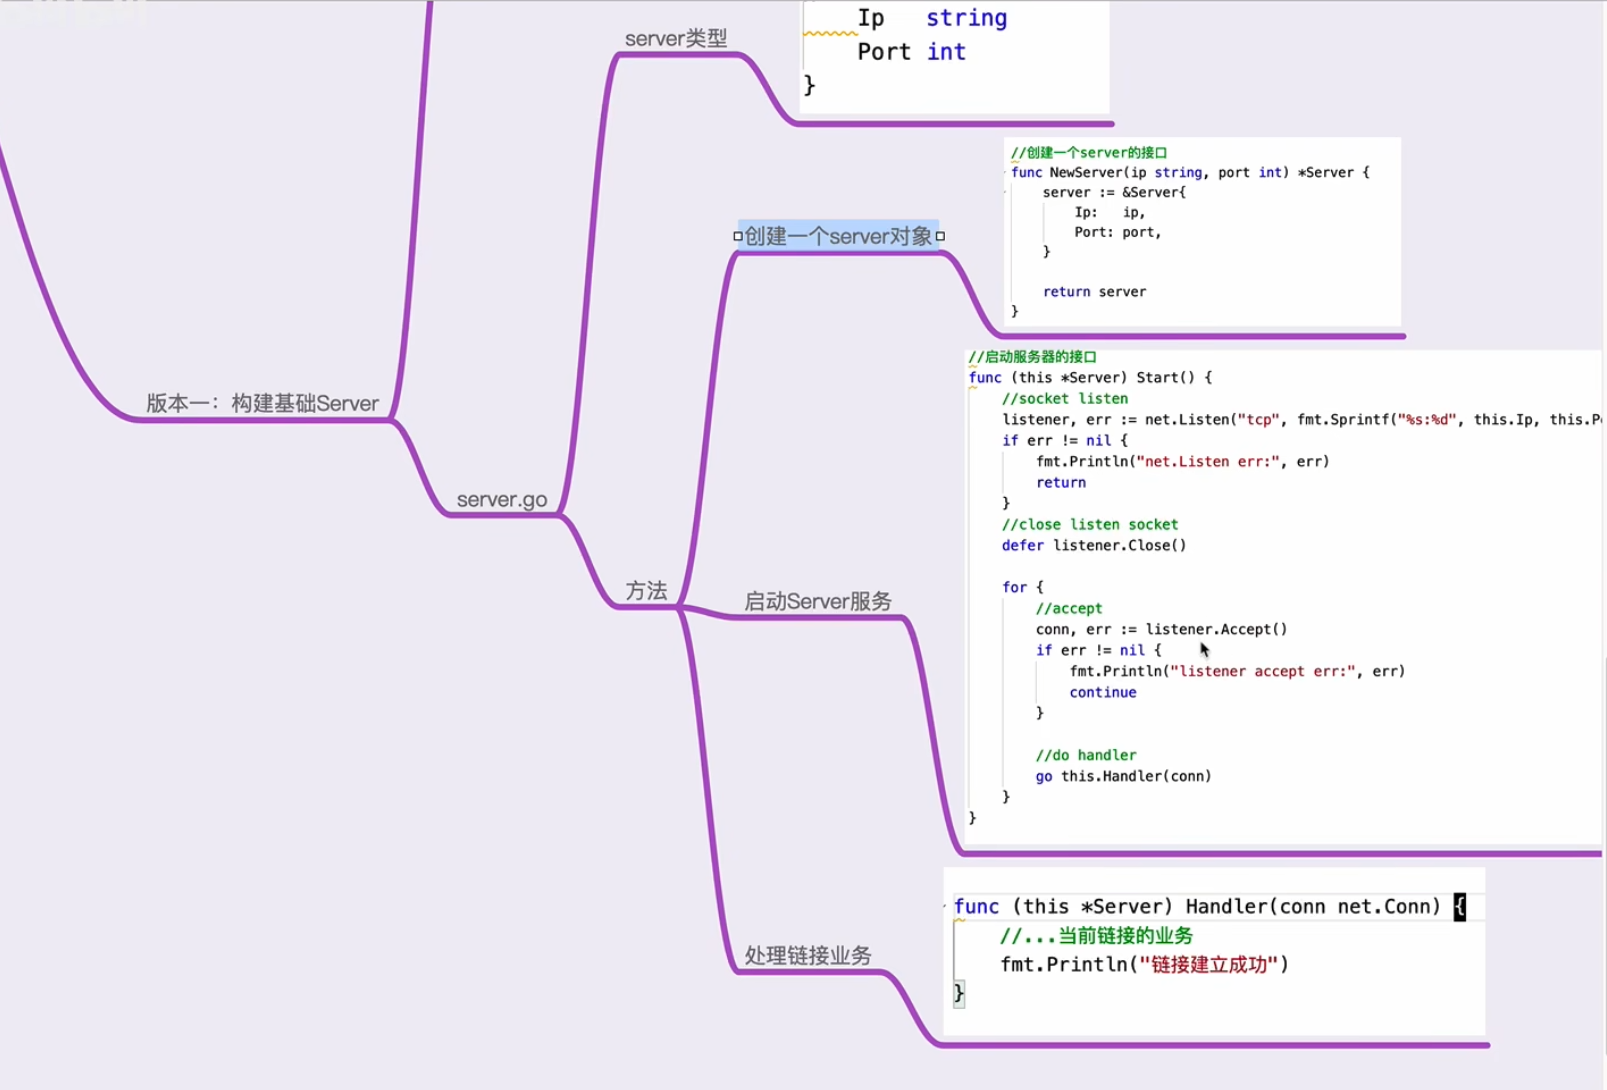 server类型
Ip   string
Port int
}
//创建一个server的接口
func NewServer(ip string, port int) *Server {
    server := &Server{
        Ip:   ip,
        Port: port,
    }
    return server
}
创建一个server对象
版本一：构建基础Server
server.go
方法
启动Server服务
//启动服务器的接口
func (this *Server) Start() {
    //socket listen
    listener, err := net.Listen("tcp", fmt.Sprintf("%s:%d", this.Ip, this.P
    if err != nil {
        fmt.Println("net.Listen err:", err)
        return
    }
    //close listen socket
    defer listener.Close()
    for {
        //accept
        conn, err := listener.Accept()
        if err != nil {
            fmt.Println("listener accept err:", err)
            continue
        }
        //do handler
        go this.Handler(conn)
    }
}
处理链接业务
func (this *Server) Handler(conn net.Conn) {
    //...当前链接的业务
    fmt.Println("链接建立成功")
}